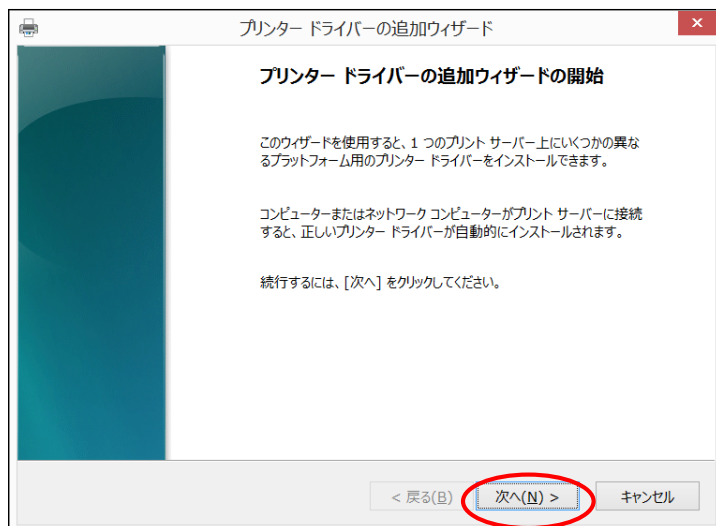 プリンター ドライバーの追加ウィザード
プリンター ドライバーの追加ウィザードの開始
このウィザードを使用すると、1 つのプリント サーバー上にいくつかの異な
るプラットフォーム用のプリンター ドライバーをインストールできます。
コンピューターまたはネットワーク コンピューターがプリント サーバーに接続
すると、正しいプリンター ドライバーが自動的にインストールされます。
続行するには、[次へ] をクリックしてください。
< 戻る(B) 次へ(N) > キャンセル